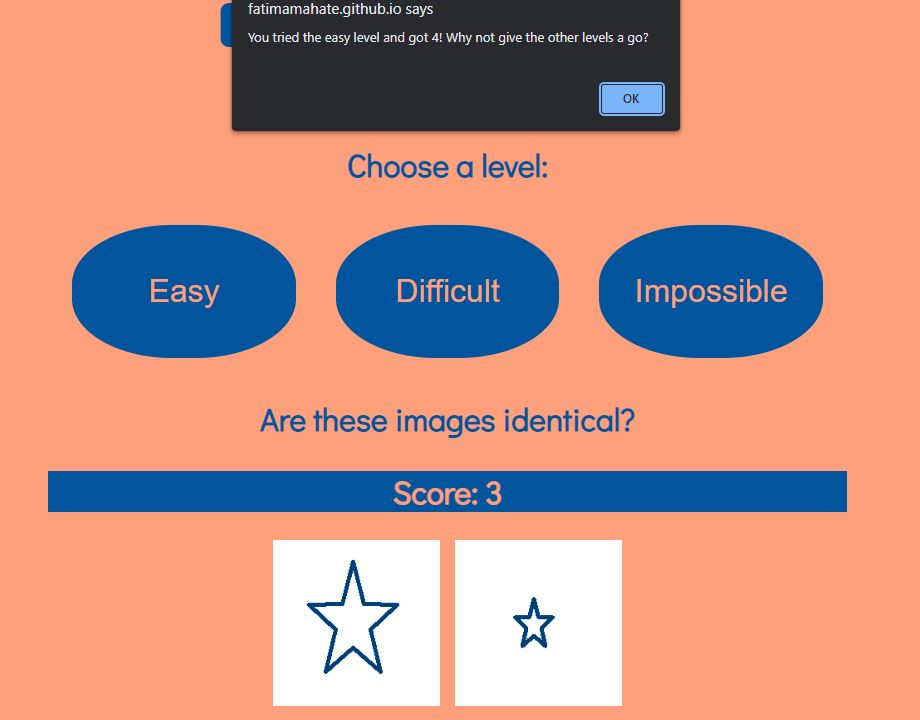 fatimamahate.github.io says
You tried the easy level and got 4! Why not give the other levels a go?
OK
Choose a level:
Easy
Difficult
Impossible
Are these images identical?
Score: 3